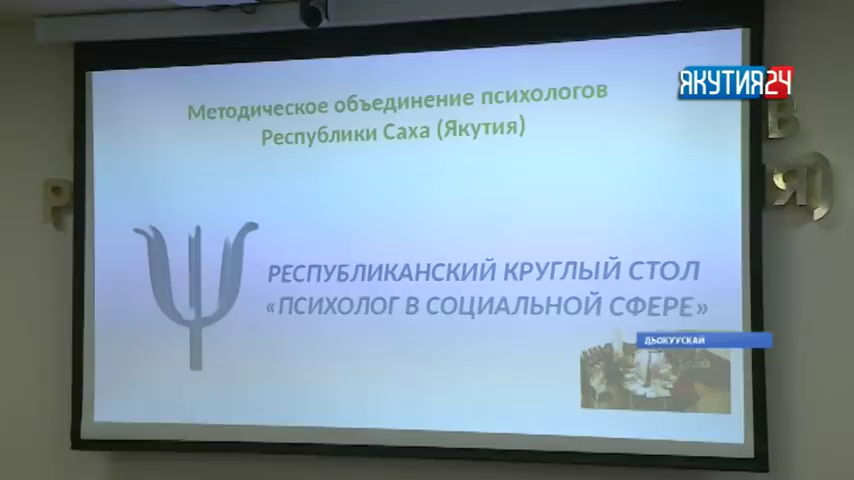 ЯКУТИЯ24
Методическое объединение психологов
Республики Саха (Якутия)
РЕСПУБЛИКАНСКИЙ КРУГЛЫЙ СТОЛ
«ПСИХОЛОГ В СОЦИАЛЬНОЙ СФЕРЕ»
ДЬОКУУСКАЙ
Р
В
Я)